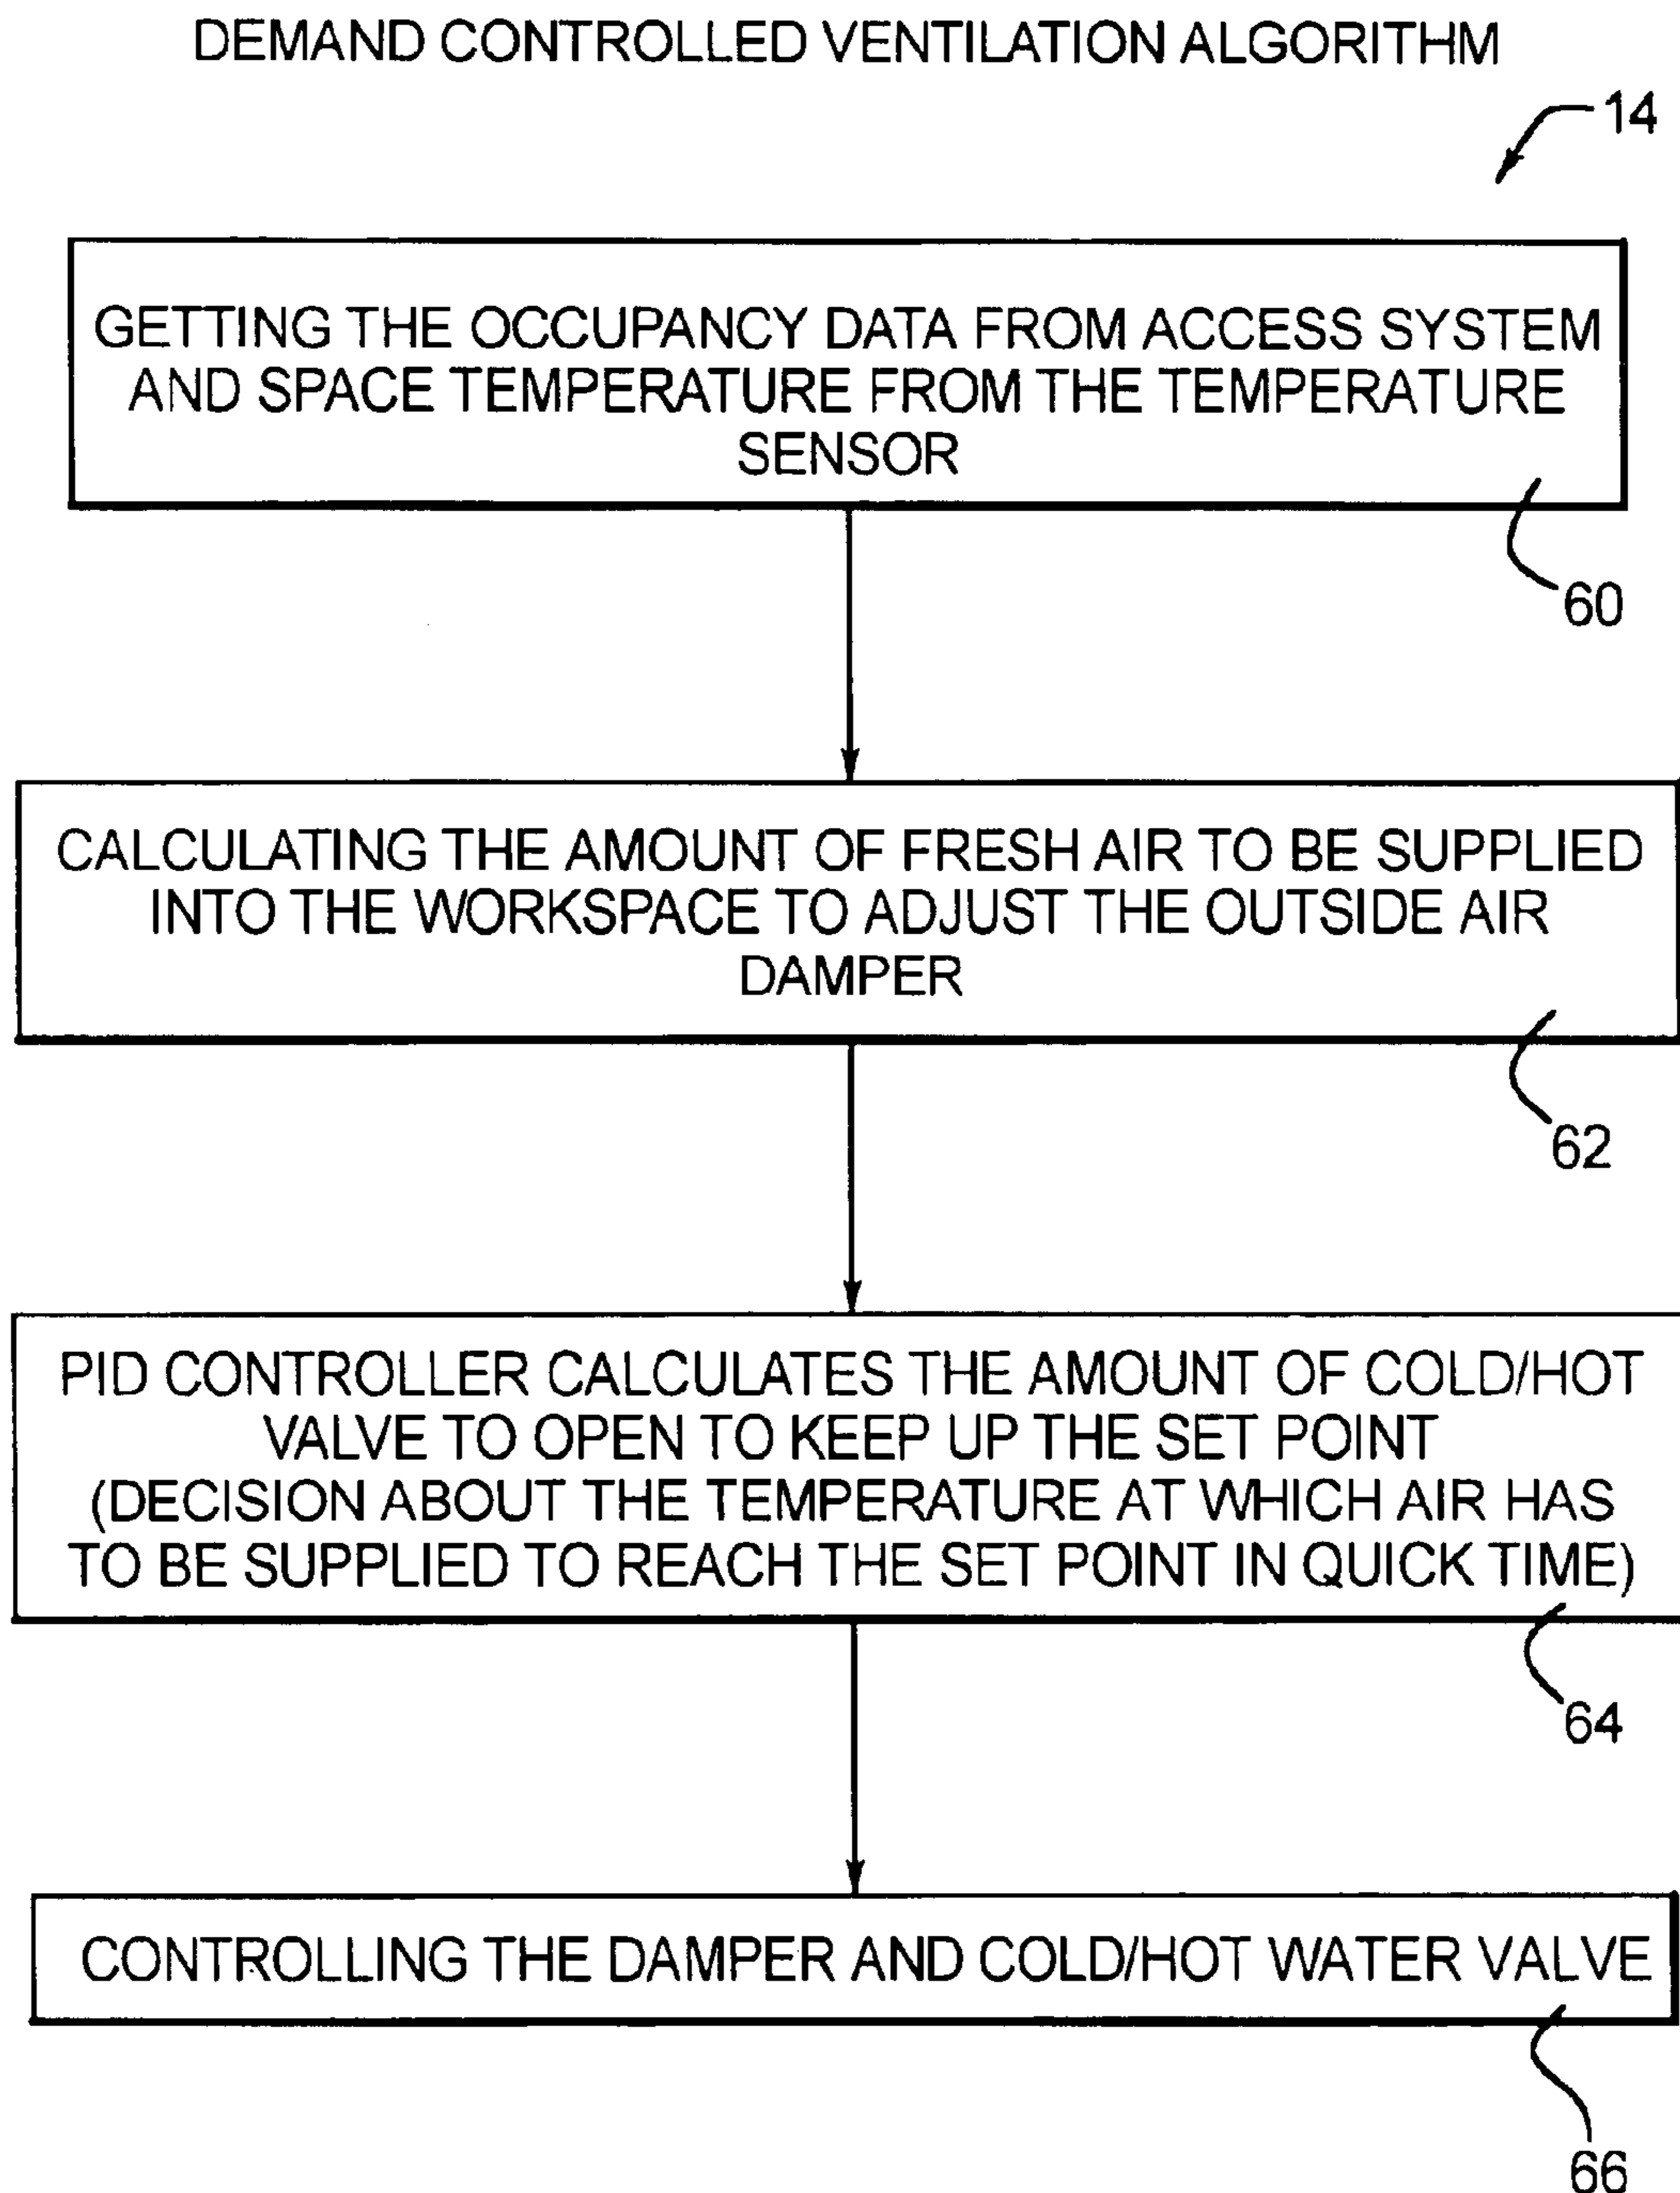 DEMAND CONTROLLED VENTILATION ALGORITHM
14
GETTING THE OCCUPANCY DATA FROM ACCESS SYSTEM
AND SPACE TEMPERATURE FROM THE TEMPERATURE
SENSOR
60
CALCULATING THE AMOUNT OF FRESH AIR TO BE SUPPLIED
INTO THE WORKSPACE TO ADJUST THE OUTSIDE AIR
DAMPER
62
PID CONTROLLER CALCULATES THE AMOUNT OF COLD/HOT
VALVE TO OPEN TO KEEP UP THE SET POINT
(DECISION ABOUT THE TEMPERATURE AT WHICH AIR HAS
TO BE SUPPLIED TO REACH THE SET POINT IN QUICK TIME)
64
CONTROLLING THE DAMPER AND COLD/HOT WATER VALVE
66